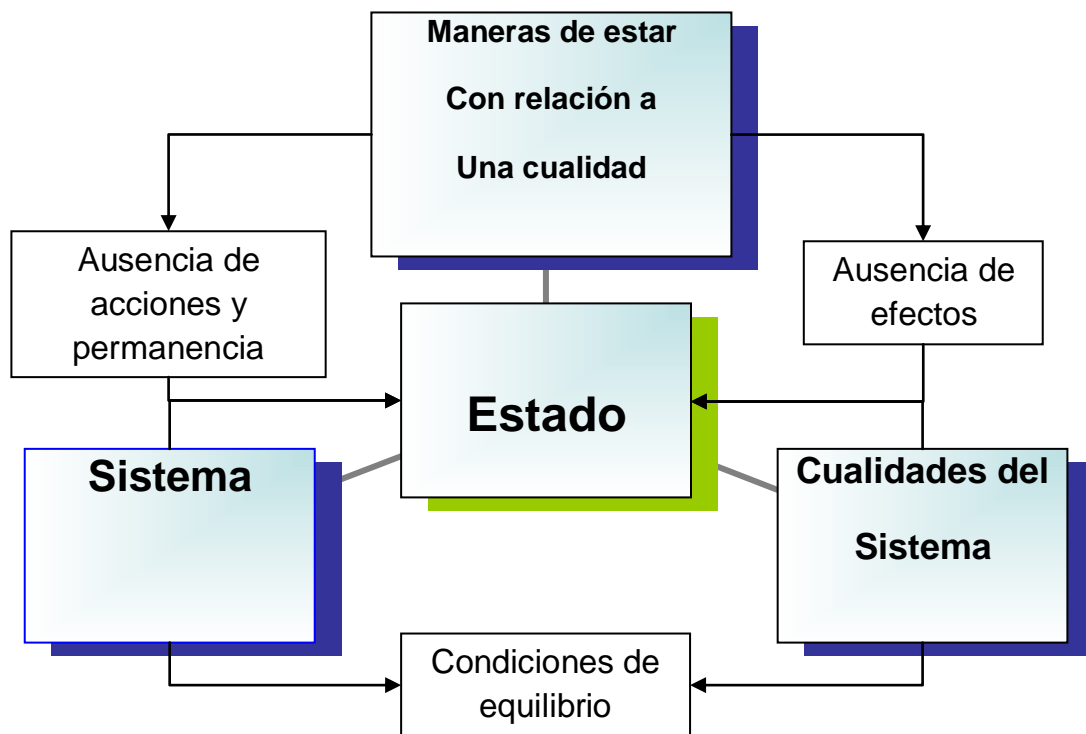 Maneras de estar
Con relación a
Una cualidad
Ausencia de
acciones y
permanencia
Ausencia de
efectos
Estado
Sistema
Cualidades del
Sistema
Condiciones de
equilibrio